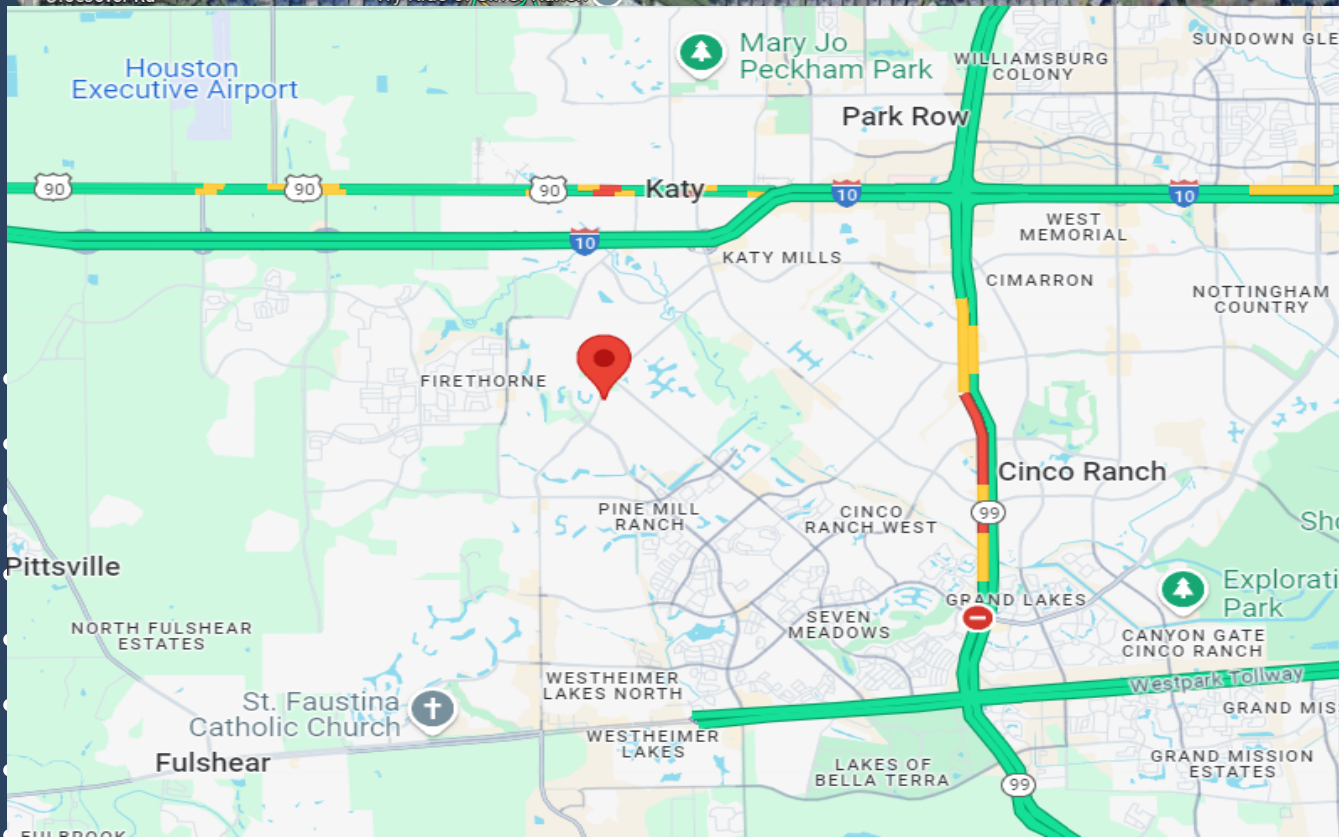 Houston
Executive Airport
Mary Jo
Peckham Park
WILLIAMSBURG
COLONY
SUNDOWN GLE
Park Row
90
90
90
Katy
10
10
10
KATY MILLS
WEST
MEMORIAL
CIMARRON
NOTTINGHAM
COUNTRY
FIRETHORNE
Cinco Ranch
99
PINE MILL
RANCH
CINCO
RANCH WEST
Sho
Pittsville
Explorati
Park
GRAND LAKES
SEVEN
MEADOWS
NORTH FULSHEAR
ESTATES
CANYON GATE
CINCO RANCH
WESTHEIMER
LAKES NORTH
Westpark Tollway
St. Faustina
Catholic Church
GRAND MIS
WESTHEIMER
LAKES
Fulshear
LAKES OF
BELLA TERRA
GRAND MISSION
ESTATES
99
FULBROOK